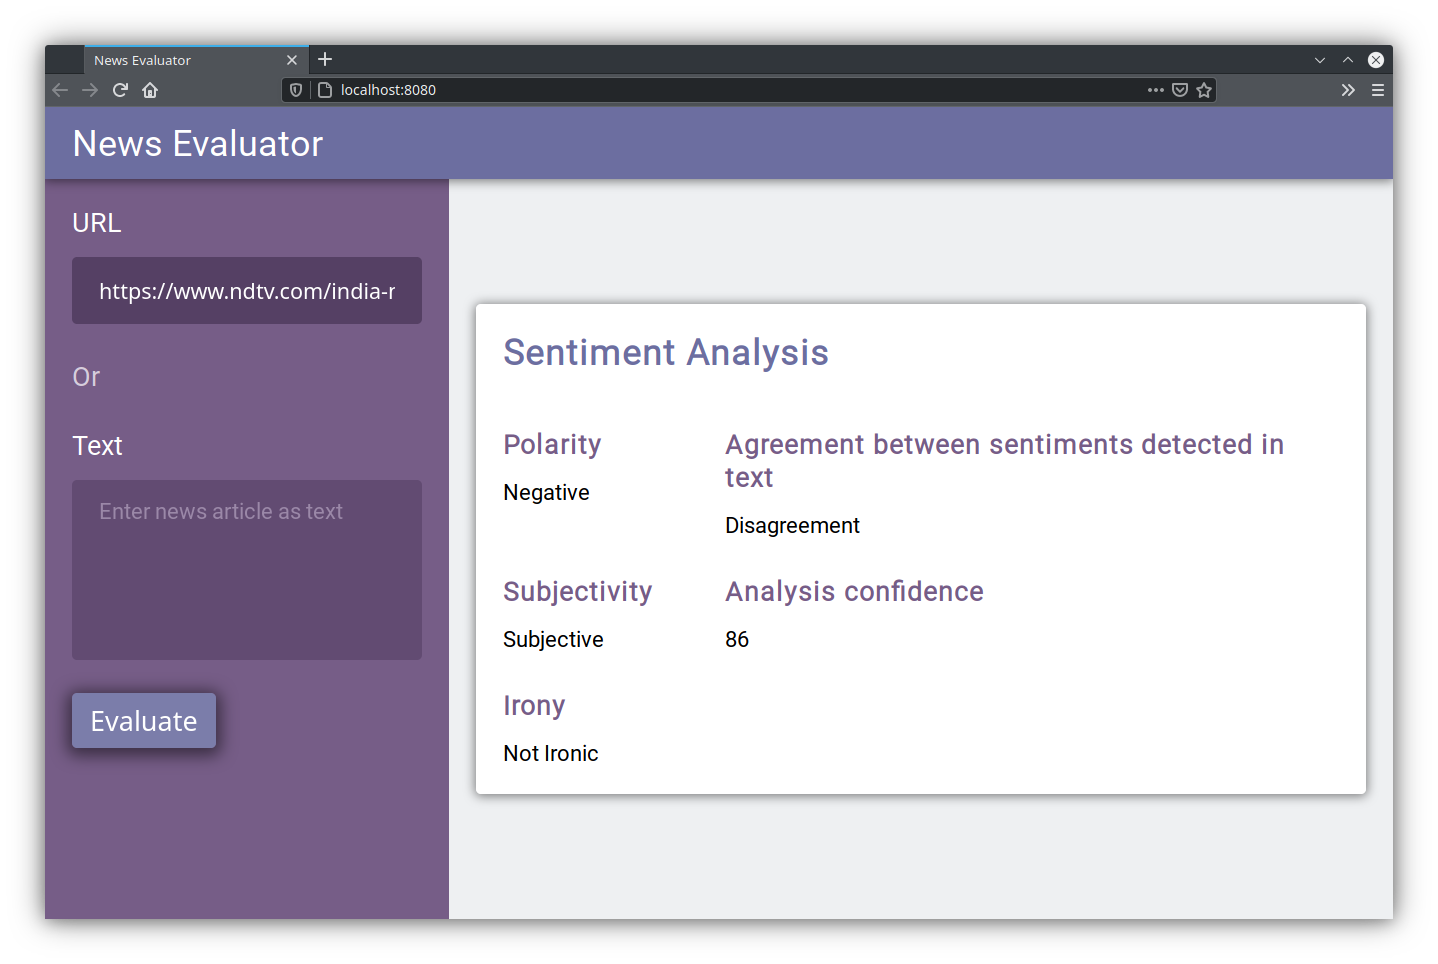 News Evaluator
localhost:8080
News Evaluator
URL
https://www.ndtv.com/india-r
Or
Text
Enter news article as text
Evaluate
Sentiment Analysis
Polarity
Negative
Agreement between sentiments detected in
text
Disagreement
Subjectivity
Subjective
Analysis confidence
86
Irony
Not Ironic